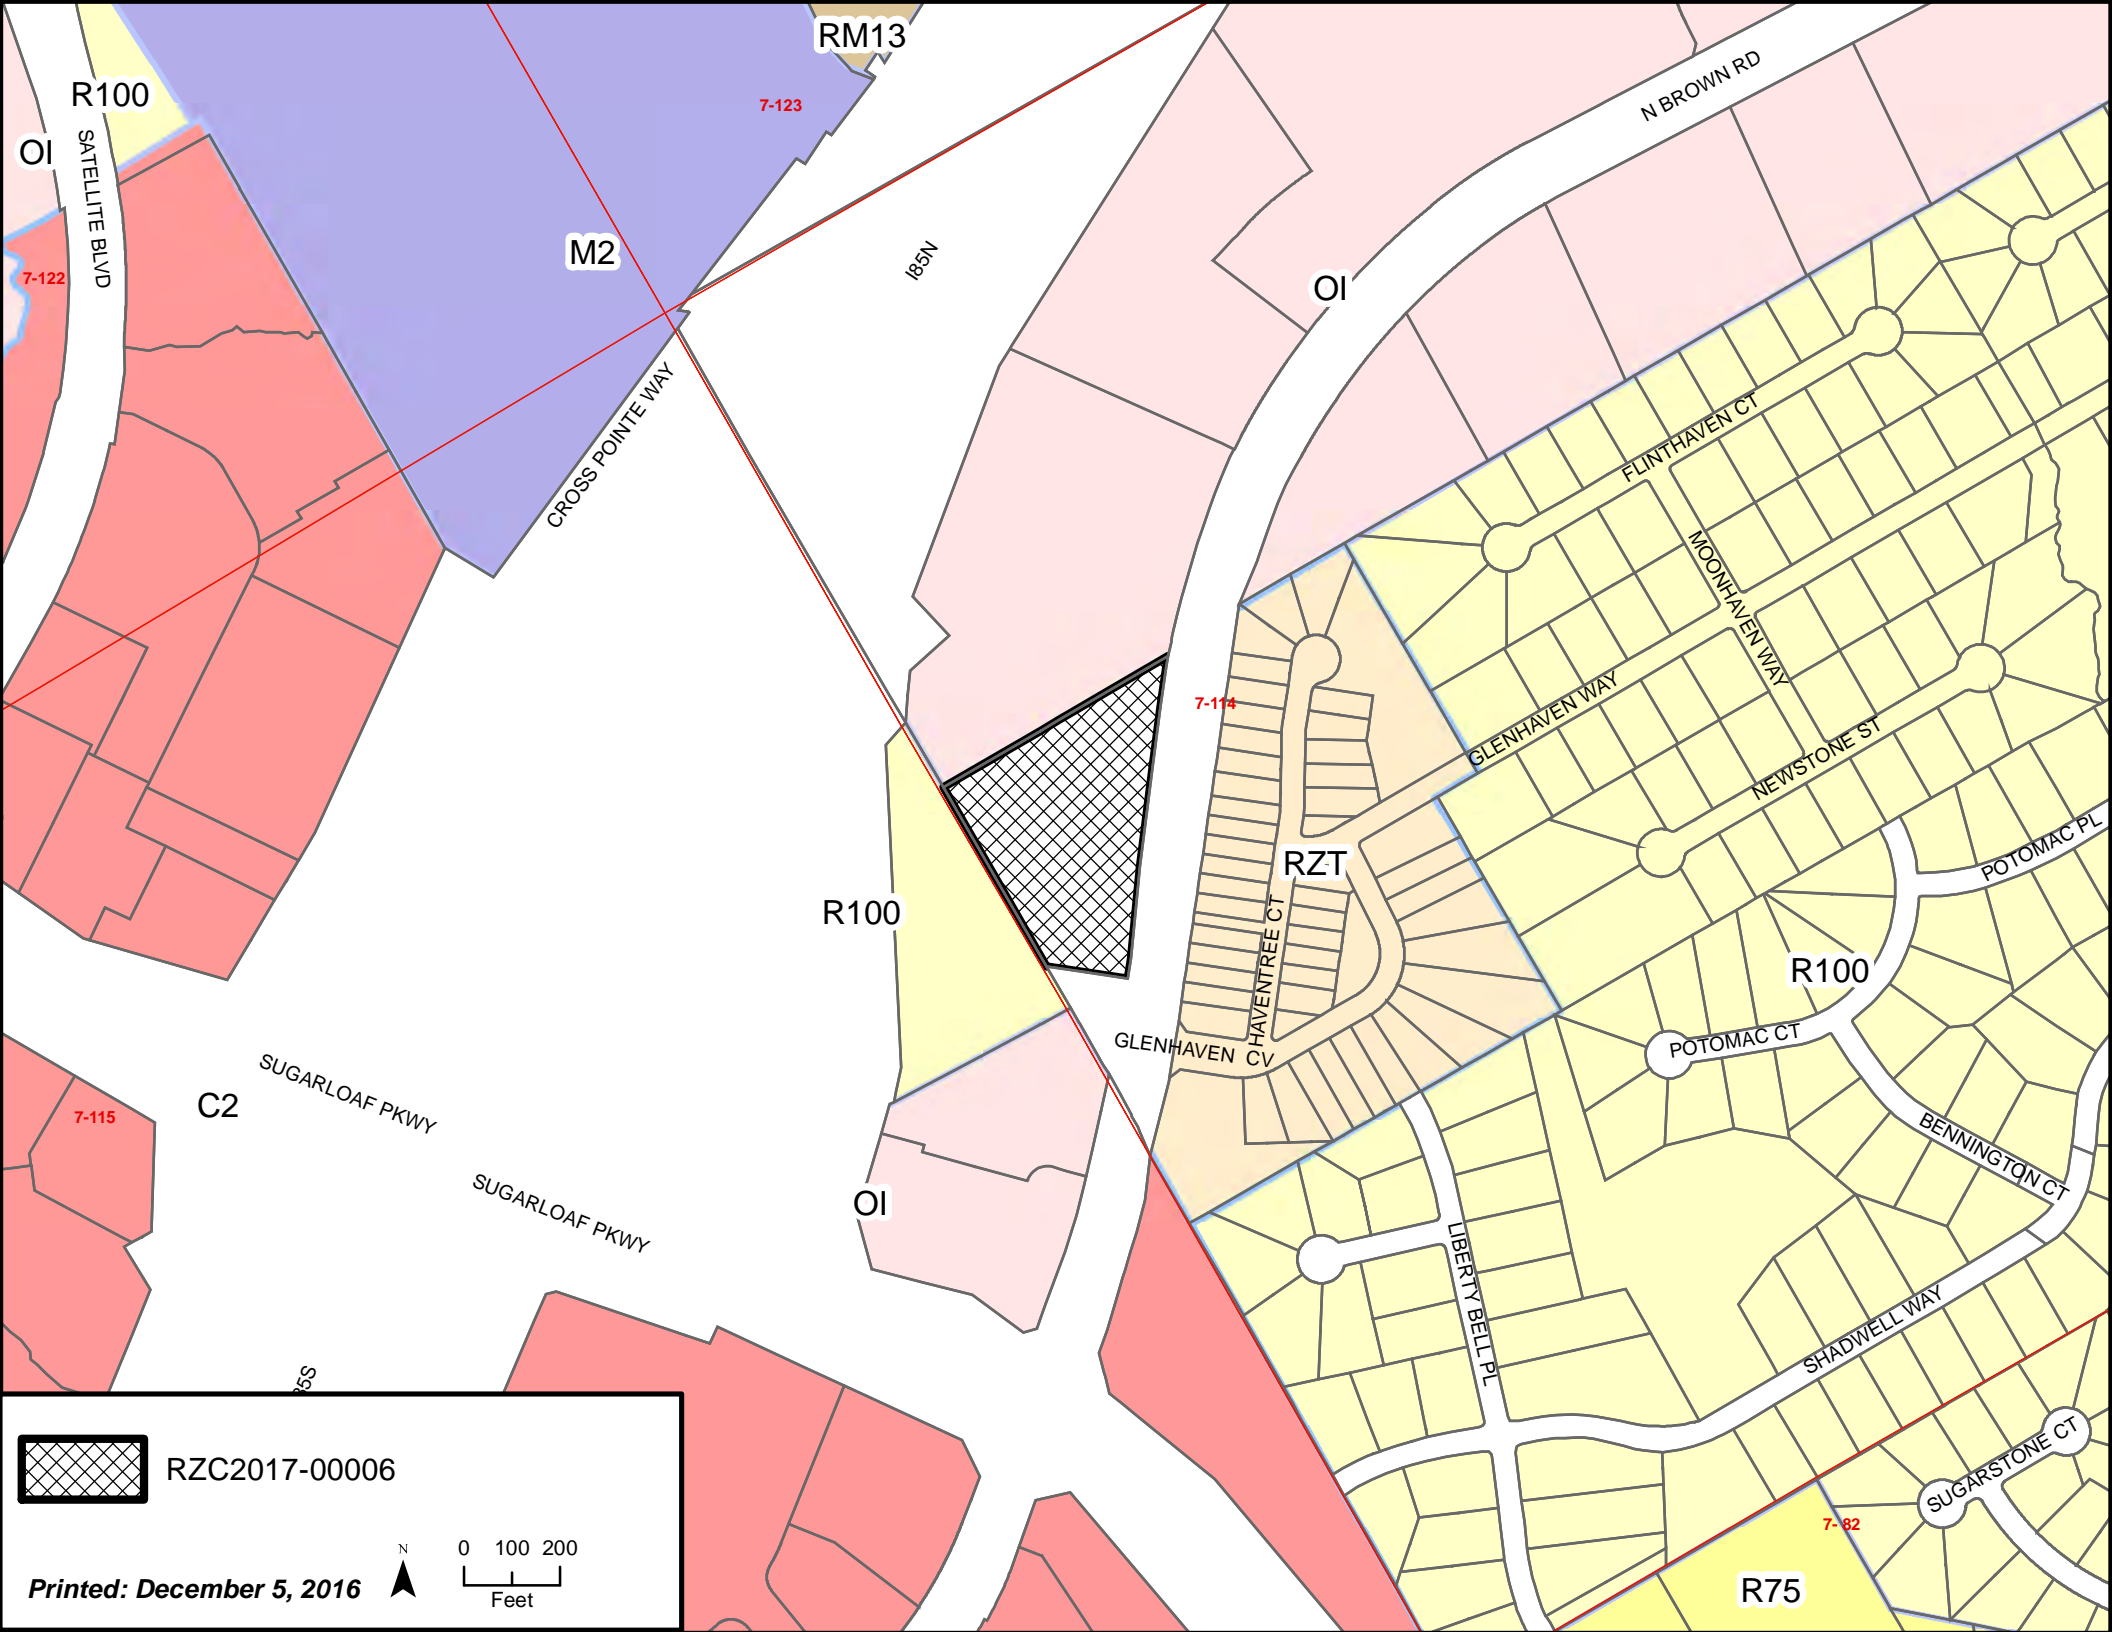 RM13
R100
7-123
N BROWN RD
OI
SATELLITE BLVD
M2
I85N
7-122
OI
CROSS POINTE WAY
FLINTHAVEN CT
MOONHAVEN WAY
7-114
GLENHAVEN WAY
NEWSTONE ST
POTOMAC PL
RZT
R100
HAVENTREE CT
R100
GLENHAVEN CV
POTOMAC CT
SUGARLOAF PKWY
C2
7-115
BENNINGTON CT
SUGARLOAF PKWY
OI
LIBERTY BELL PL
SHADWELL WAY
85S
SUGARSTONE CT
7- 82
R75
RZC2017-00006
N
0 100 200
Feet
Printed: December 5, 2016